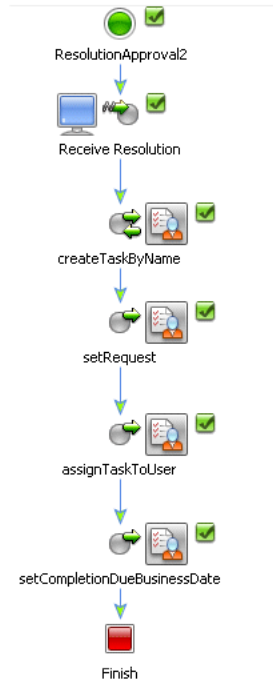 ResolutionApproval2
Receive Resolution
createTaskByName
setRequest
assignTaskToUser
setCompletionDueBusinessDate
Finish